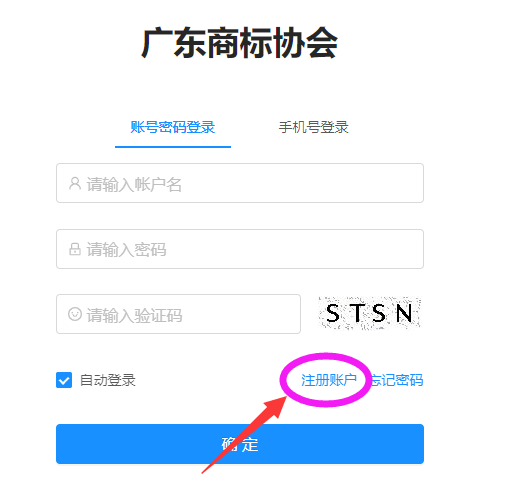 广东商标协会
账号密码登录 手机号登录
请输入帐户名
请输入密码
请输入验证码 STSN
自动登录 注册账户 忘记密码
确 定